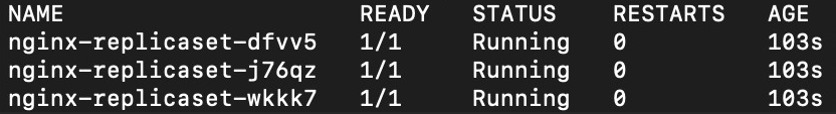 NAME READY STATUS RESTARTS AGE
nginx-replicaset-dfvv5 1/1 Running 0 103s
nginx-replicaset-j76qz 1/1 Running 0 103s
nginx-replicaset-wkkk7 1/1 Running 0 103s